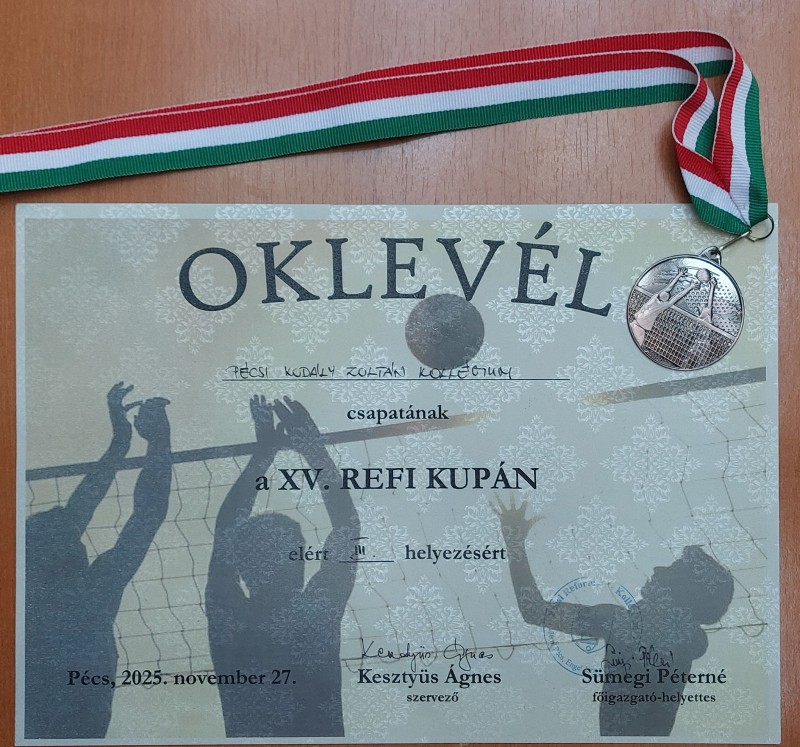 OKLEVÉL
PÉCSI KODÁLY ZOLTÁN KOLLÉGIUM
csapatának
a XV. REFI KUPÁN
elért III. helyezésért
Pécs, 2025. november 27.
Kesztyüs Ágnes
szervező
Sümegi Péterné
főigazgató-helyettes